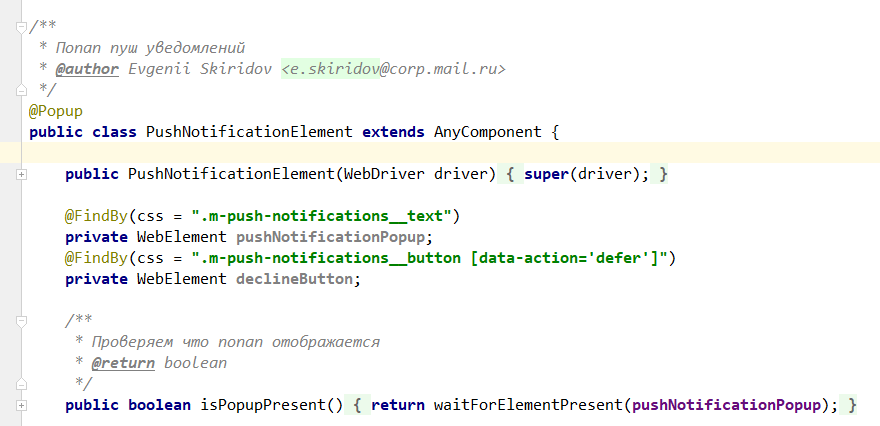 /**
 * Попап пуш уведомлений
 * @author Evgenii Skiridov <e.skiridov@corp.mail.ru>
 */
@Popup
public class PushNotificationElement extends AnyComponent {
    public PushNotificationElement(WebDriver driver) { super(driver); }
    @FindBy(css = ".m-push-notifications__text")
    private WebElement pushNotificationPopup;
    @FindBy(css = ".m-push-notifications__button [data-action='defer']")
    private WebElement declineButton;
    /**
     * Проверяем что попап отображается
     * @return boolean
     */
    public boolean isPopupPresent() { return waitForElementPresent(pushNotificationPopup); }